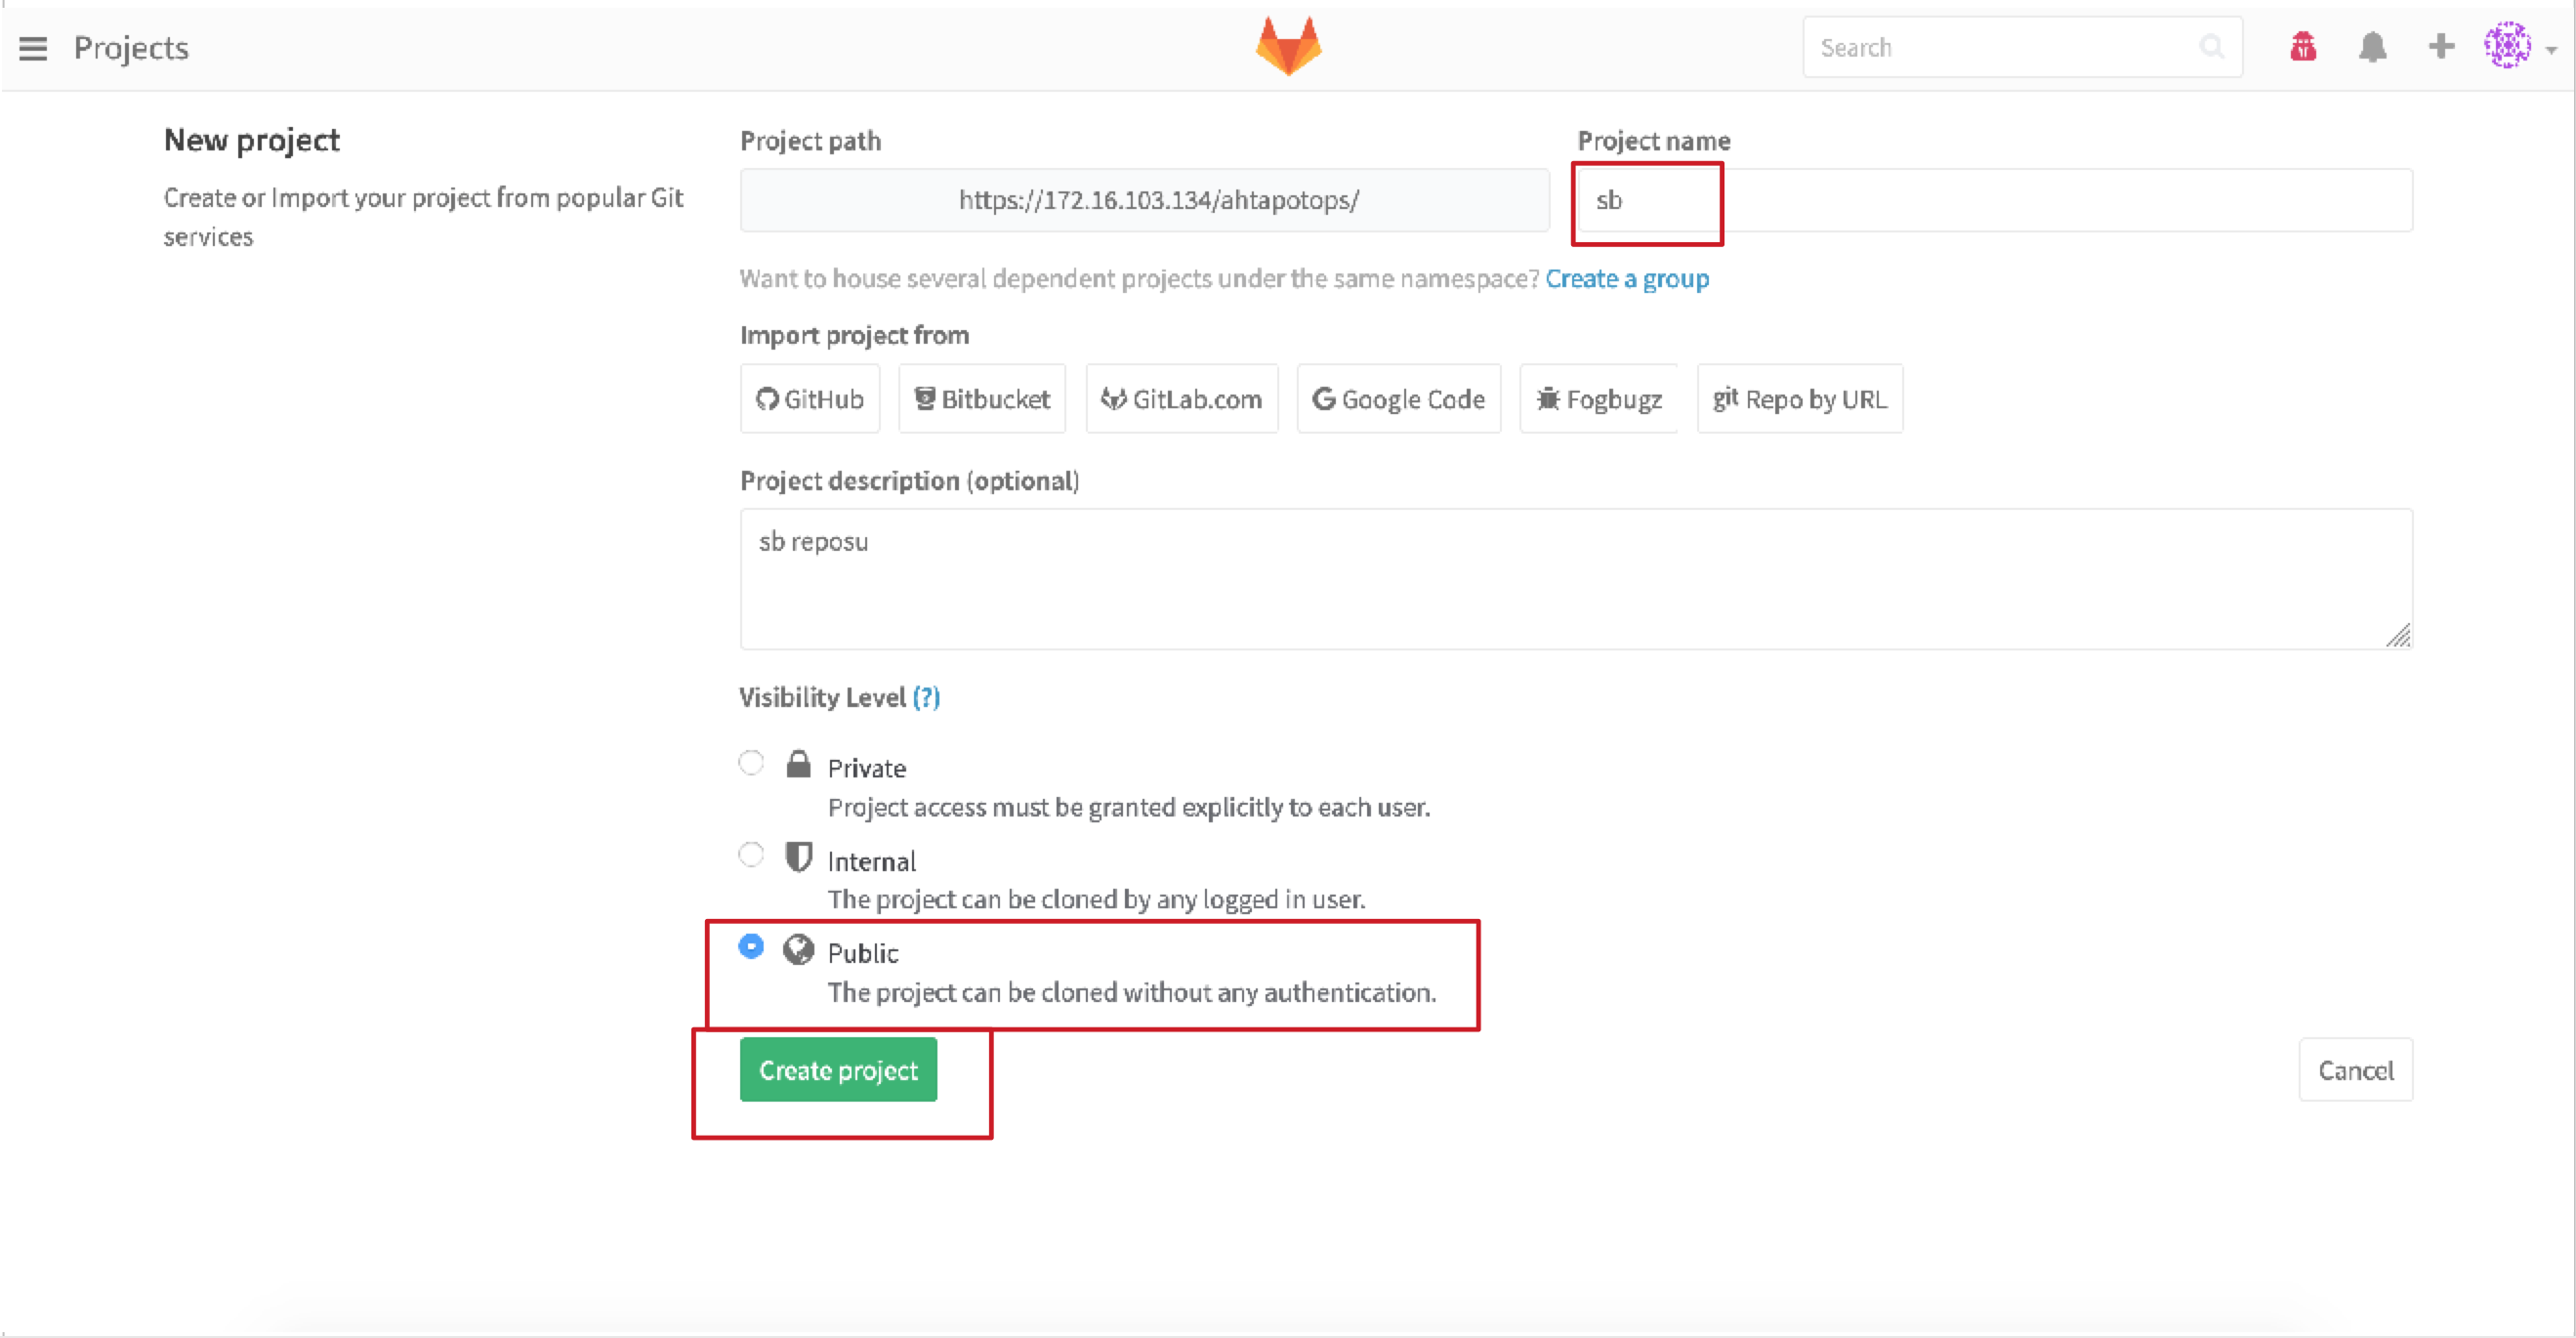 Projects
Search
New project
Create or Import your project from popular Git
services
Project path
Project name
https://172.16.103.134/ahtapotops/
sb
Want to house several dependent projects under the same namespace? Create a group
Import project from
GitHub
Bitbucket
GitLab.com
G Google Code
Fogbugz
git Repo by URL
Project description (optional)
sb reposu
Visibility Level (?)
Private
Project access must be granted explicitly to each user.
Internal
The project can be cloned by any logged in user.
Public
The project can be cloned without any authentication.
Create project
Cancel